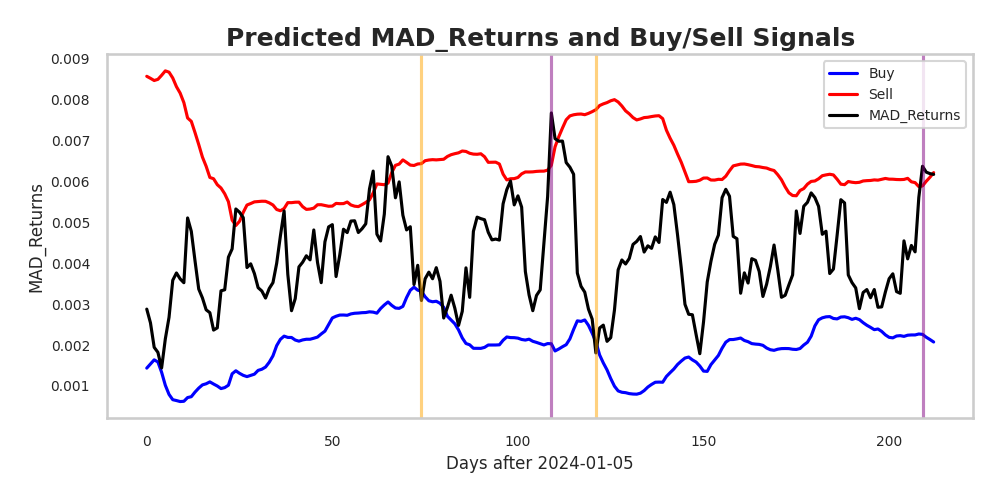 Predicted MAD_Returns and Buy/Sell Signals
MAD_Returns
0.009
0.008
0.007
0.006
0.005
0.004
0.003
0.002
0.001
Buy
Sell
MAD_Returns
0 50 100 150 200
Days after 2024-01-05